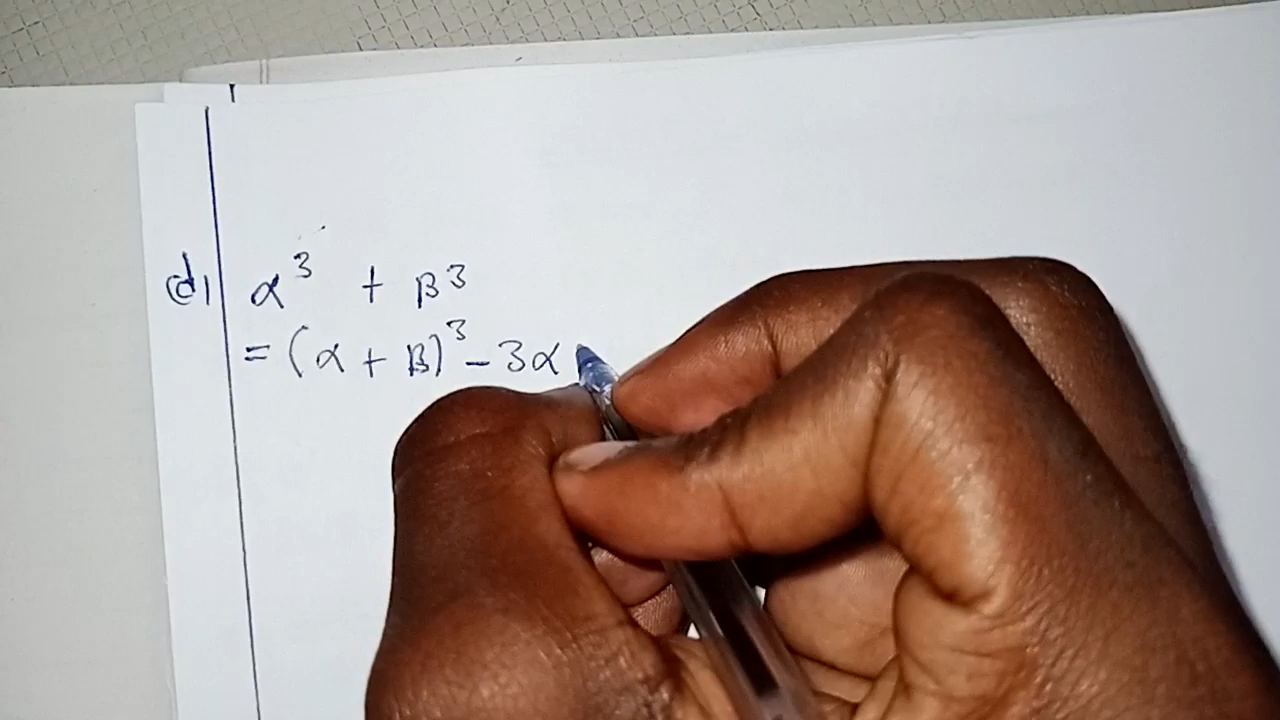 d) α³ + β³
= (α + β)³ - 3α